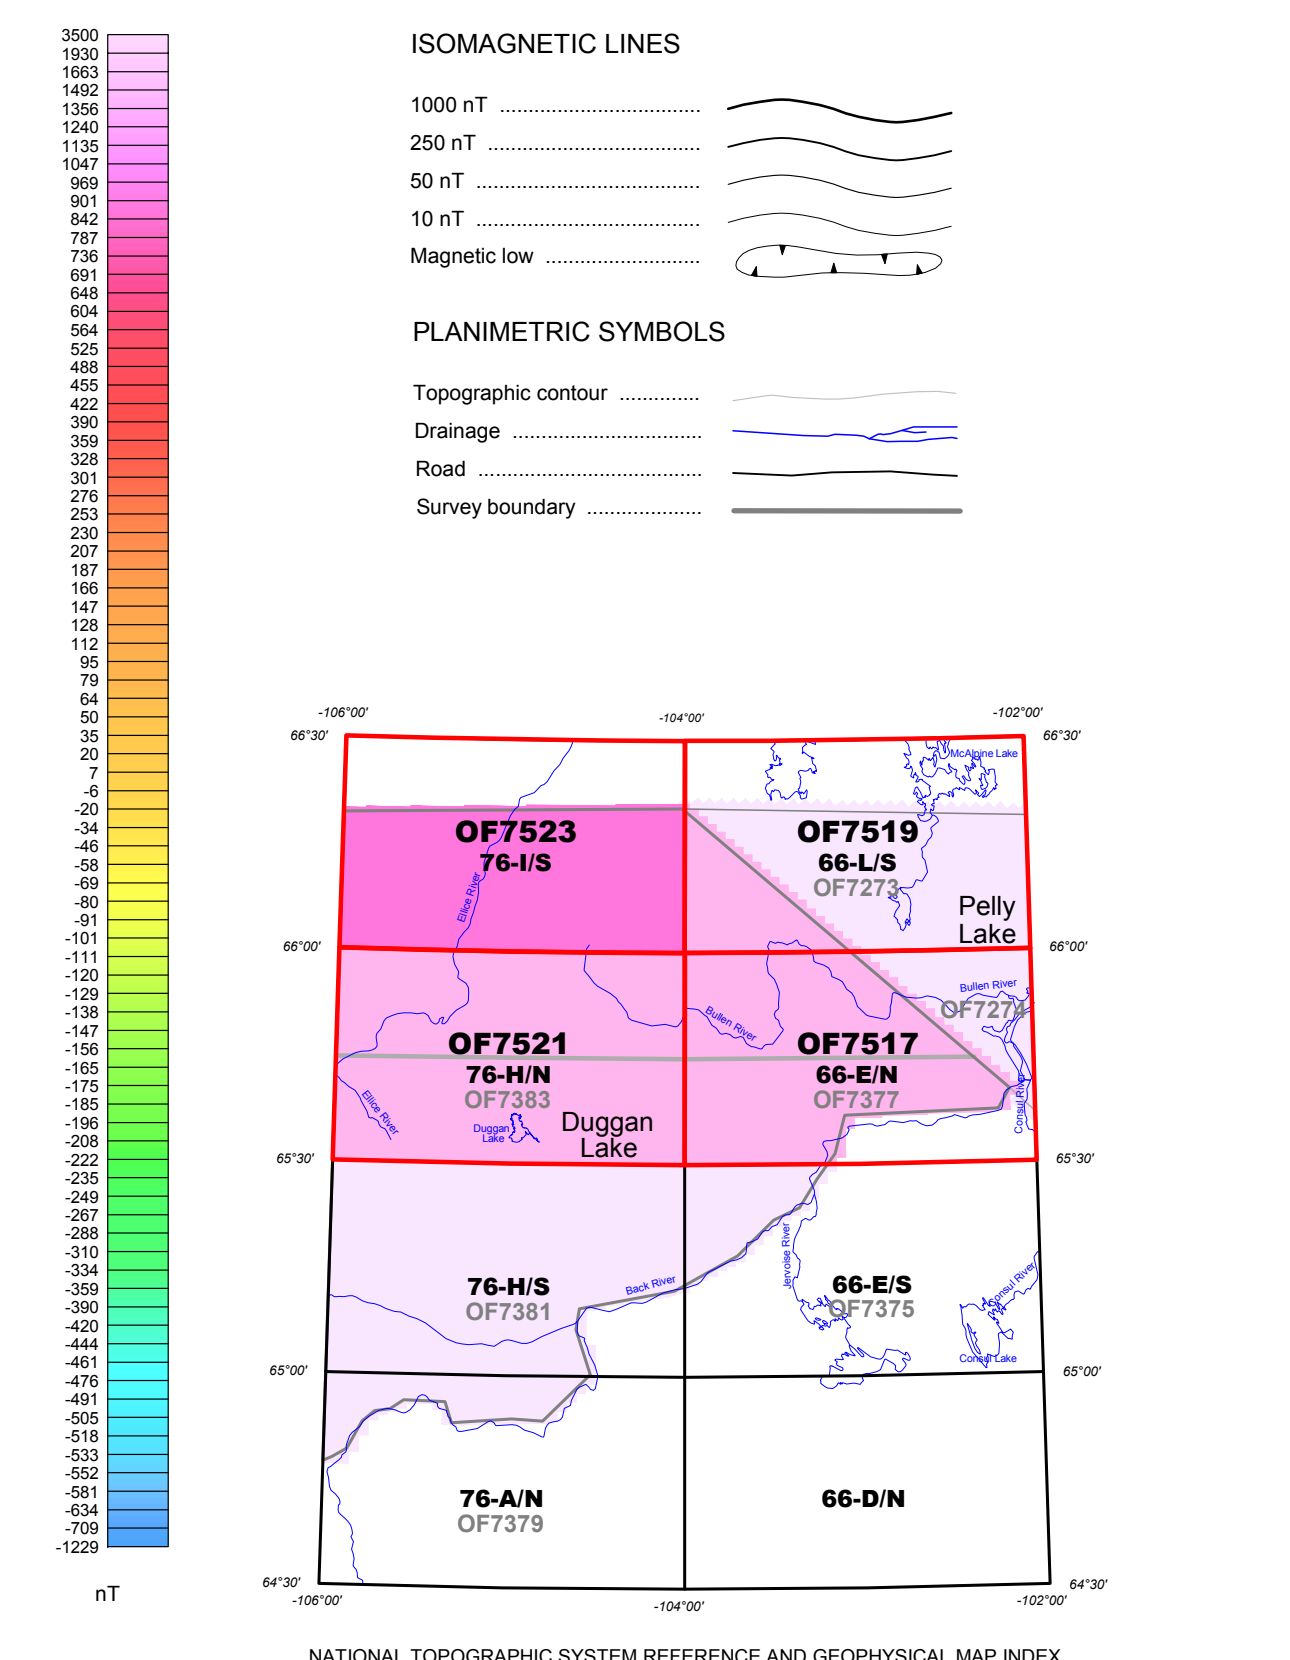 3500
1930
1663
1492
1356
1240
1135
1047
969
901
842
787
736
691
648
604
564
525
488
455
422
390
359
328
301
276
253
230
207
187
166
147
128
112
95
79
64
50
35
20
7
-6
-20
-34
-46
-58
-69
-80
-91
-101
-111
-120
-129
-138
-147
-156
-165
-175
-185
-196
-208
-222
-235
-249
-267
-288
-310
-334
-359
-390
-420
-444
-461
-476
-491
-505
-518
-533
-552
-581
-634
-709
-1229
nT
ISOMAGNETIC LINES
1000 nT ........................................
250 nT ..........................................
50 nT ............................................
10 nT ............................................
Magnetic low ..............................
PLANIMETRIC SYMBOLS
Topographic contour ...............
Drainage ....................................
Road ..........................................
Survey boundary ......................
-106°00' -104°00' -102°00'
66°30' 66°30'
McAlpine Lake
OF7523 OF7519
76-I/S 66-L/S
OF7273
Ellice River
Pelly
Lake
66°00' 66°00'
Bullen River
OF7274
Bullen River
OF7521 OF7517
76-H/N 66-E/N
OF7383 OF7377
Ellice River
Consul River
Duggan
Lake
Duggan
Lake
65°30' 65°30'
Jervoise River
Back River
Consul River
76-H/S 66-E/S
OF7381 OF7375
Consul Lake
65°00' 65°00'
76-A/N 66-D/N
OF7379
64°30' 64°30'
-106°00' -104°00' -102°00'
NATIONAL TOPOGRAPHIC SYSTEM REFERENCE AND GEOPHYSICAL MAP INDEX